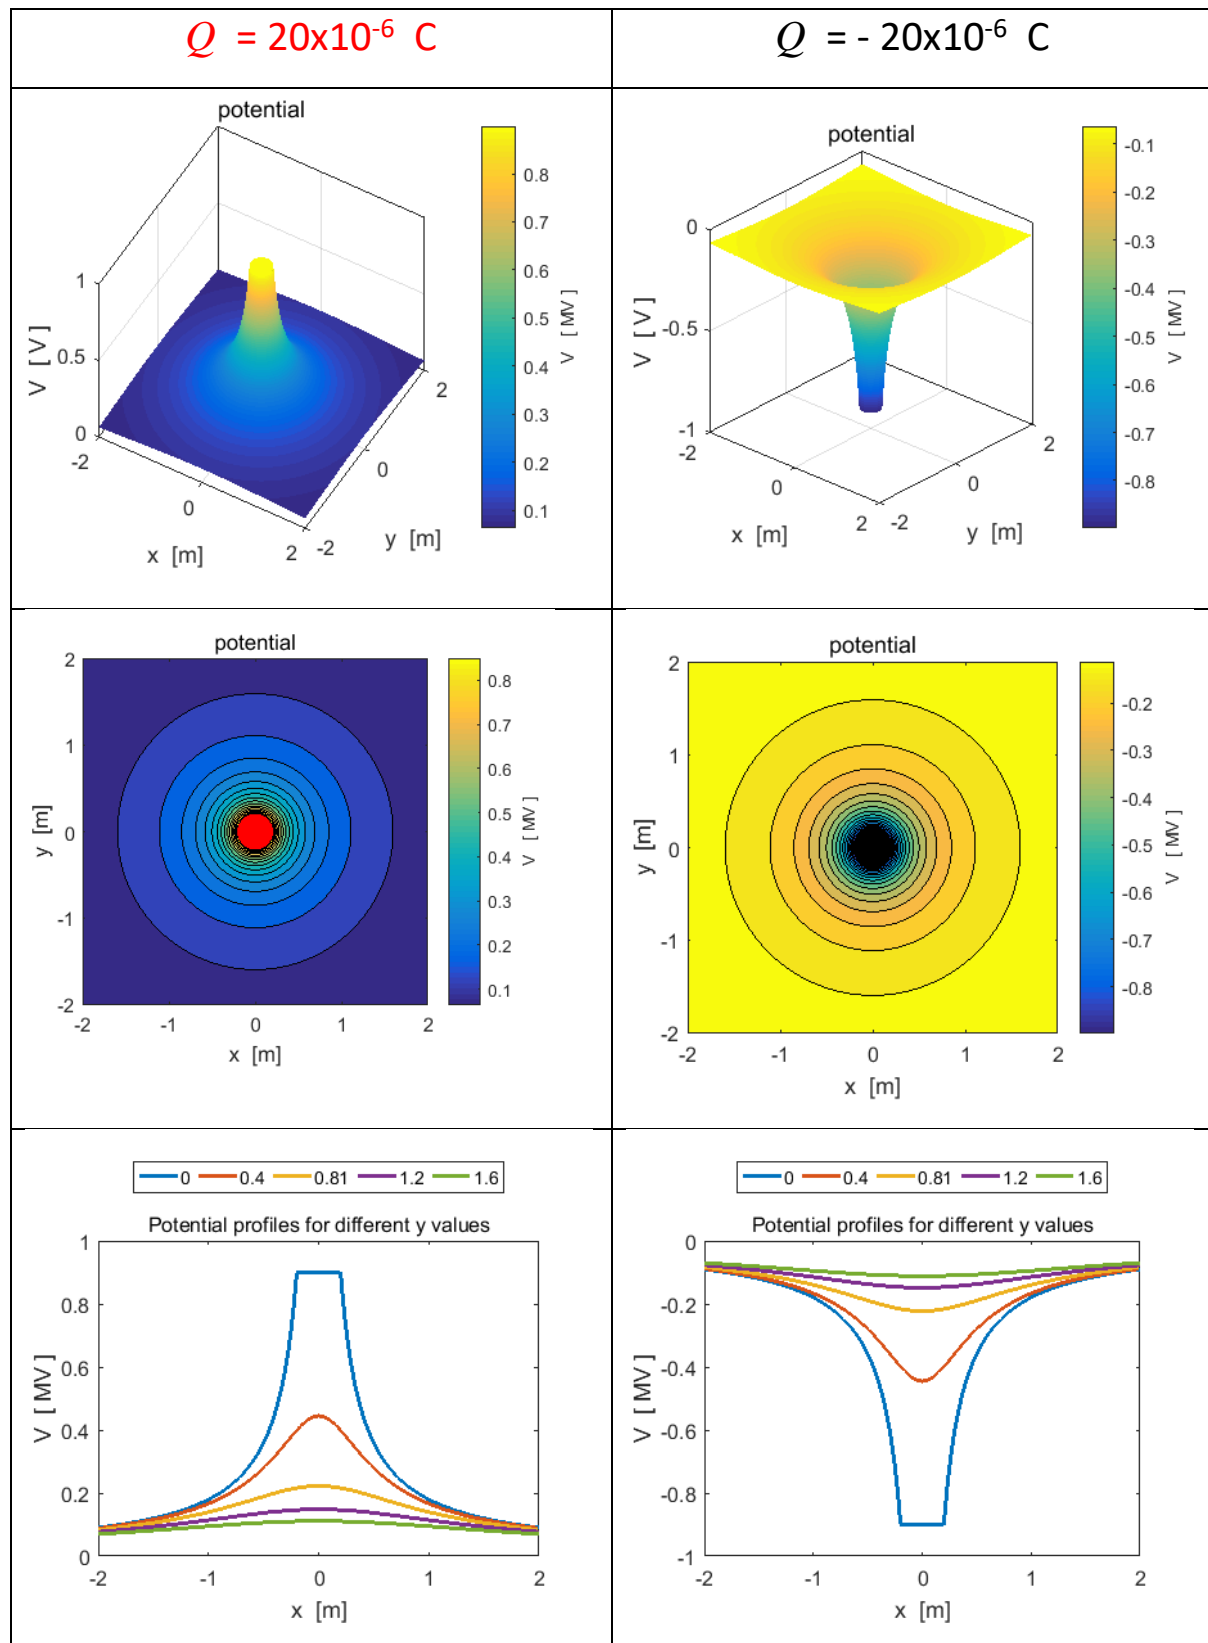 Q = 20x10⁻⁶ C
Q = - 20x10⁻⁶ C
potential
1
0.5
0
V [ V ]
-2
0
2
x [m]
-2
0
2
y [m]
0.8
0.7
0.6
0.5
0.4
0.3
0.2
0.1
V [ MV ]
potential
0
-0.5
-1
V [ V ]
-2
0
2
x [m]
-2
0
2
y [m]
-0.1
-0.2
-0.3
-0.4
-0.5
-0.6
-0.7
-0.8
V [ MV ]
potential
2
1
0
-1
-2
y [m]
-2 -1 0 1 2
x [m]
0.8
0.7
0.6
0.5
0.4
0.3
0.2
0.1
V [ MV ]
potential
2
1
0
-1
-2
y [m]
-2 -1 0 1 2
x [m]
-0.2
-0.3
-0.4
-0.5
-0.6
-0.7
-0.8
V [ MV ]
0 0.4 0.81 1.2 1.6
Potential profiles for different y values
1
0.8
0.6
0.4
0.2
0
V [ MV ]
-2 -1 0 1 2
x [m]
0 0.4 0.81 1.2 1.6
Potential profiles for different y values
0
-0.2
-0.4
-0.6
-0.8
-1
V [ MV ]
-2 -1 0 1 2
x [m]